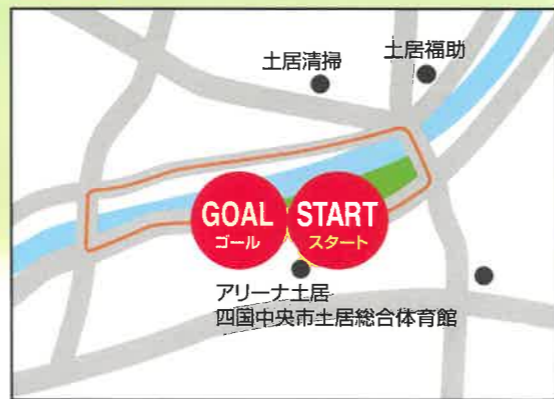 土居清掃
土居福助
GOAL
ゴール
START
スタート
アリーナ土居
四国中央市土居総合体育館